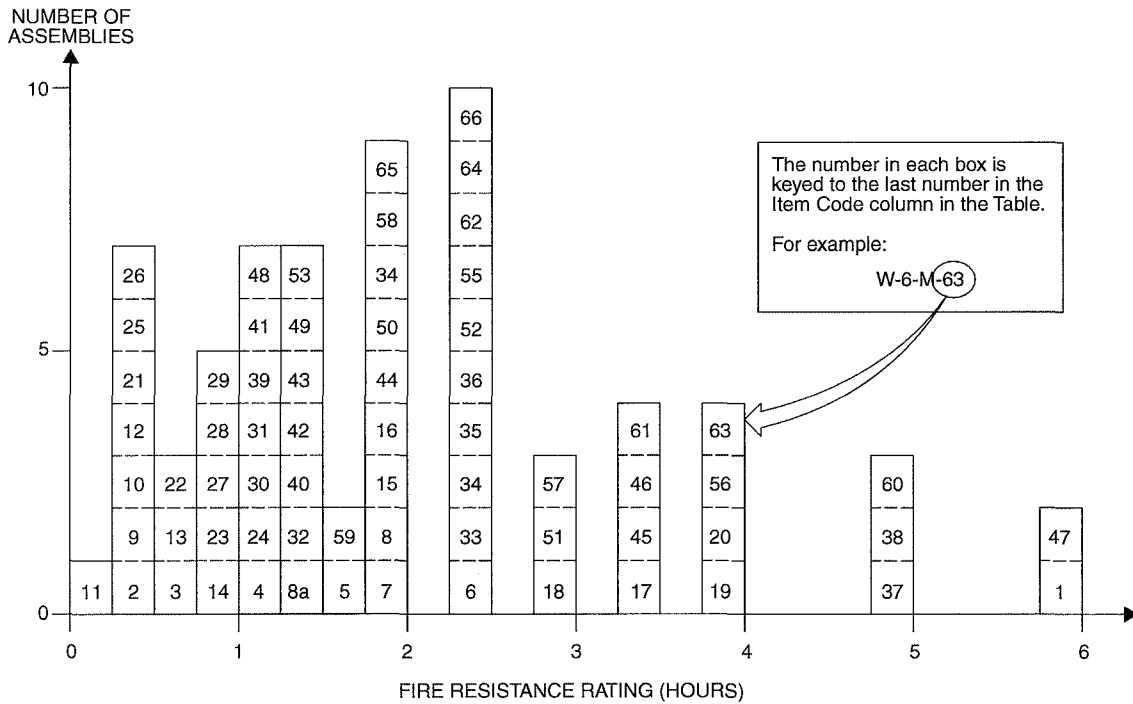 NUMBER OF
ASSEMBLIES
10
66
65 64
58 62
26 48 53 34 55
25 41 49 50 52
5
21 29 39 43 44 36
12 28 31 42 16 35 61 63
10 22 27 30 40 15 34 57 46 56 60
9 13 23 24 32 59 8 33 51 45 20 38 47
11 2 3 14 4 8a 5 7 6 18 17 19 37 1
0
0 1 2 3 4 5 6
FIRE RESISTANCE RATING (HOURS)
The number in each box is
keyed to the last number in the
Item Code column in the Table.
For example:
W-6-M-63